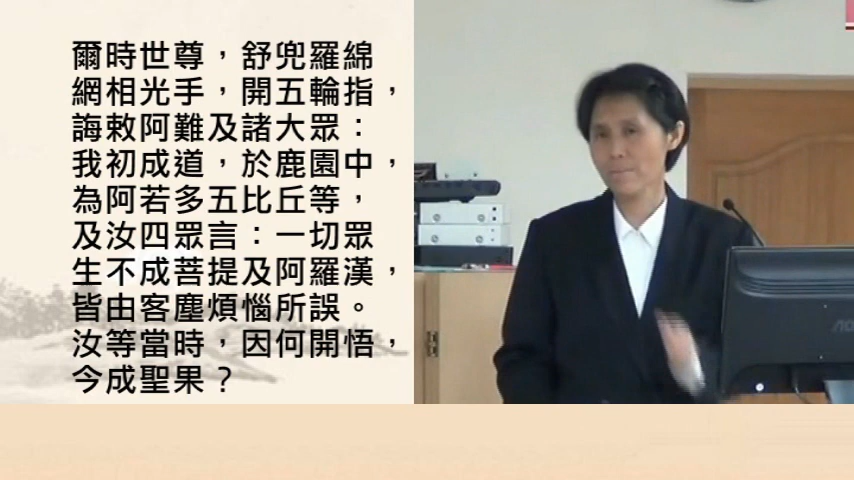 爾時世尊，舒兜羅綿
網相光手，開五輪指，
誨敕阿難及諸大眾：
我初成道，於鹿園中，
為阿若多五比丘等，
及汝四眾言：一切眾
生不成菩提及阿羅漢，
皆由客塵煩惱所誤。
汝等當時，因何開悟，
今成聖果？